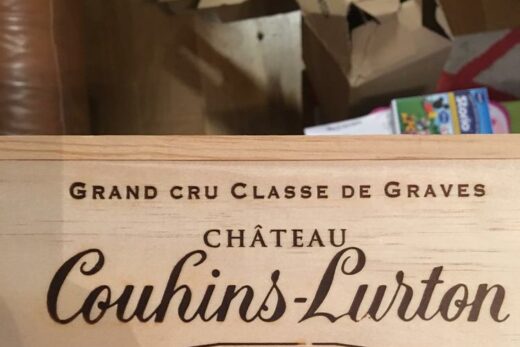 GRAND CRU CLASSE DE GRAVES
CHÂTEAU
Couhins-Lurton